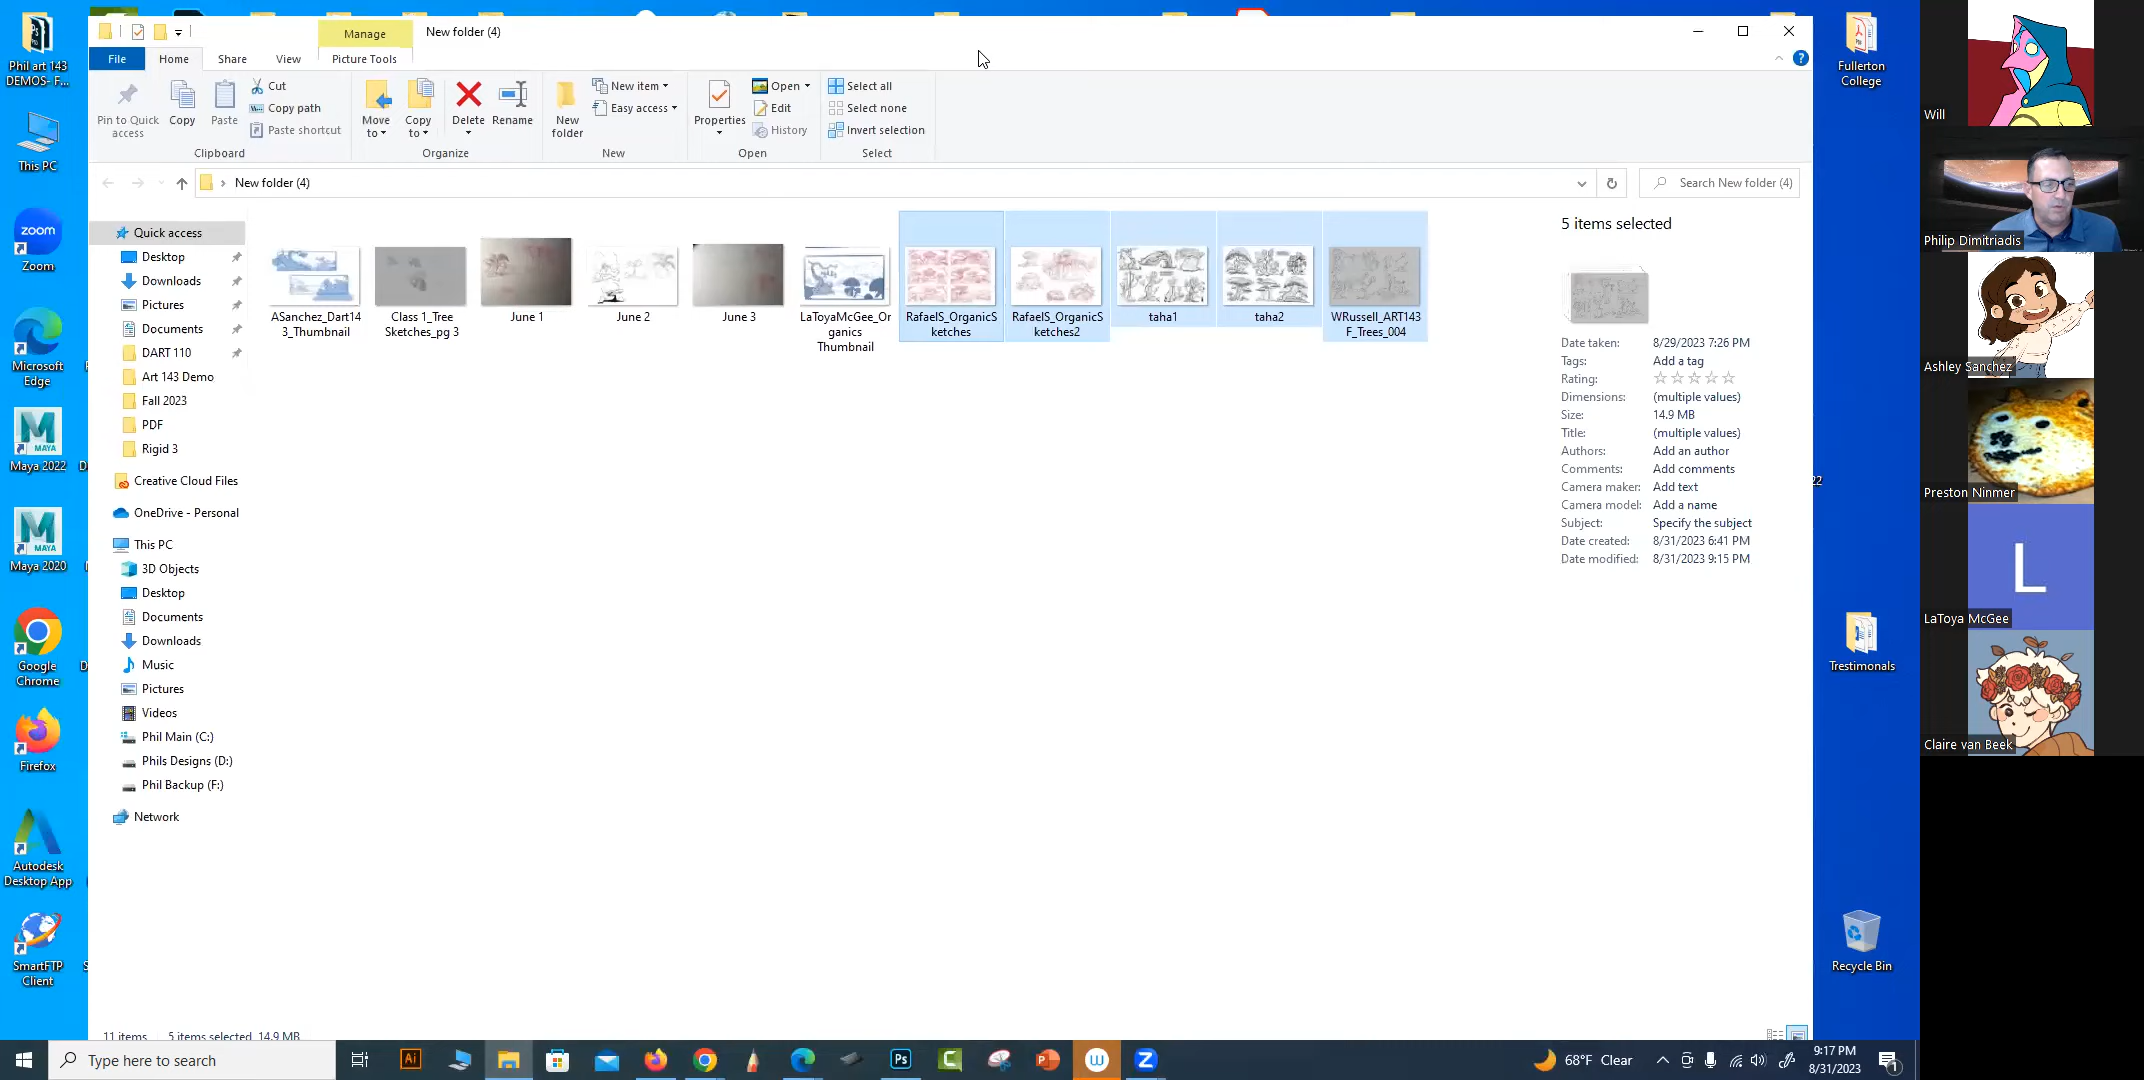 Phil art 143
DEMOS- F...
This PC
zoom
Zoom
Microsoft
Edge
MAYA
Maya 2022
MAYA
Maya 2020
Google
Chrome
Firefox
Autodesk
Desktop App
SmartFTP
Client
Manage
New folder (4)
File
Home
Share
View
Picture Tools
Pin to Quick
access
Copy
Paste
Cut
Copy path
Paste shortcut
Clipboard
Move
to
Copy
to
Delete
Rename
Organize
New
folder
New item
Easy access
New
Properties
Open
Edit
History
Open
Select all
Select none
Invert selection
Select
New folder (4)
Search New folder (4)
Quick access
Desktop
Downloads
Pictures
Documents
DART 110
Art 143 Demo
Fall 2023
PDF
Rigid 3
Creative Cloud Files
OneDrive - Personal
This PC
3D Objects
Desktop
Documents
Downloads
Music
Pictures
Videos
Phil Main (C:)
Phils Designs (D:)
Phil Backup (F:)
Network
ASanchez_Dart14
3_Thumbnail
Class 1_Tree
Sketches_pg 3
June 1
June 2
June 3
LaToyaMcGee_Or
ganics
Thumbnail
RafaelS_OrganicS
ketches
RafaelS_OrganicS
ketches2
taha1
taha2
WRussell_ART143
F_Trees_004
5 items selected
Date taken: 8/29/2023 7:26 PM
Tags: Add a tag
Rating:
Dimensions: (multiple values)
Size: 14.9 MB
Title: (multiple values)
Authors: Add an author
Comments: Add comments
Camera maker: Add text
Camera model: Add a name
Subject: Specify the subject
Date created: 8/31/2023 6:41 PM
Date modified: 8/31/2023 9:15 PM
11 items
5 items selected 14.9 MB
Fullerton
College
22
Trestimonals
Recycle Bin
Will
Philip Dimitriadis
Ashley Sanchez
Preston Ninmer
L
LaToya McGee
Claire van Beek
Type here to search
Ai
Ps
68°F Clear
9:17 PM
8/31/2023
1